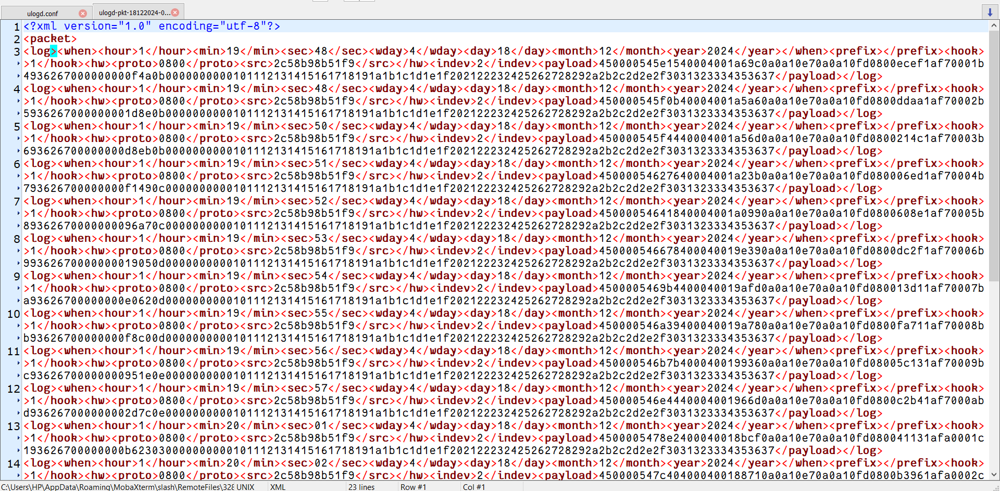 ulogd.conf
ulogd-pkt-18122024-0...
1 <?xml version="1.0" encoding="utf-8"?>
2 <packet>
3 <log><when><hour>1</hour><min>19</min><sec>48</sec><wday>4</wday><day>18</day><month>12</month><year>2024</year></when><prefix></prefix><hook>
>1</hook><hw><proto>0800</proto><src>2c58b98b51f9</src></hw><indev>2</indev><payload>450000545e1540004001a69c0a0a10e70a0a10fd0800ecef1af70001b
4936267000000000f4a0b0000000000101112131415161718191a1b1c1d1e1f202122232425262728292a2b2c2d2e2f3031323334353637</payload></log>
4 <log><when><hour>1</hour><min>19</min><sec>48</sec><wday>4</wday><day>18</day><month>12</month><year>2024</year></when><prefix></prefix><hook>
>1</hook><hw><proto>0800</proto><src>2c58b98b51f9</src></hw><indev>2</indev><payload>450000545f0b40004001a5a60a0a10e70a0a10fd0800ddaa1af70002b
5936267000000001d8e0b0000000000101112131415161718191a1b1c1d1e1f202122232425262728292a2b2c2d2e2f3031323334353637</payload></log>
5 <log><when><hour>1</hour><min>19</min><sec>50</sec><wday>4</wday><day>18</day><month>12</month><year>2024</year></when><prefix></prefix><hook>
>1</hook><hw><proto>0800</proto><src>2c58b98b51f9</src></hw><indev>2</indev><payload>450000545f4440004001a56d0a0a10e70a0a10fd0800214c1af70003b
693626700000000d8eb0b0000000000101112131415161718191a1b1c1d1e1f202122232425262728292a2b2c2d2e2f3031323334353637</payload></log>
6 <log><when><hour>1</hour><min>19</min><sec>51</sec><wday>4</wday><day>18</day><month>12</month><year>2024</year></when><prefix></prefix><hook>
>1</hook><hw><proto>0800</proto><src>2c58b98b51f9</src></hw><indev>2</indev><payload>45000054627640004001a23b0a0a10e70a0a10fd080006ed1af70004b
793626700000000f1490c0000000000101112131415161718191a1b1c1d1e1f202122232425262728292a2b2c2d2e2f3031323334353637</payload></log>
7 <log><when><hour>1</hour><min>19</min><sec>52</sec><wday>4</wday><day>18</day><month>12</month><year>2024</year></when><prefix></prefix><hook>
>1</hook><hw><proto>0800</proto><src>2c58b98b51f9</src></hw><indev>2</indev><payload>45000054641840004001a0990a0a10e70a0a10fd0800608e1af70005b
89362670000000096a70c0000000000101112131415161718191a1b1c1d1e1f202122232425262728292a2b2c2d2e2f3031323334353637</payload></log>
8 <log><when><hour>1</hour><min>19</min><sec>53</sec><wday>4</wday><day>18</day><month>12</month><year>2024</year></when><prefix></prefix><hook>
>1</hook><hw><proto>0800</proto><src>2c58b98b51f9</src></hw><indev>2</indev><payload>450000546678400040019e390a0a10e70a0a10fd0800dc2f1af70006b
99362670000000019050d0000000000101112131415161718191a1b1c1d1e1f202122232425262728292a2b2c2d2e2f3031323334353637</payload></log>
9 <log><when><hour>1</hour><min>19</min><sec>54</sec><wday>4</wday><day>18</day><month>12</month><year>2024</year></when><prefix></prefix><hook>
>1</hook><hw><proto>0800</proto><src>2c58b98b51f9</src></hw><indev>2</indev><payload>4500005469b4400040019afd0a0a10e70a0a10fd080013d11af70007b
a93626700000000e0620d0000000000101112131415161718191a1b1c1d1e1f202122232425262728292a2b2c2d2e2f3031323334353637</payload></log>
10 <log><when><hour>1</hour><min>19</min><sec>55</sec><wday>4</wday><day>18</day><month>12</month><year>2024</year></when><prefix></prefix><hook>
>1</hook><hw><proto>0800</proto><src>2c58b98b51f9</src></hw><indev>2</indev><payload>450000546a39400040019a780a0a10e70a0a10fd0800fa711af70008b
b93626700000000f8c00d0000000000101112131415161718191a1b1c1d1e1f202122232425262728292a2b2c2d2e2f3031323334353637</payload></log>
11 <log><when><hour>1</hour><min>19</min><sec>56</sec><wday>4</wday><day>18</day><month>12</month><year>2024</year></when><prefix></prefix><hook>
>1</hook><hw><proto>0800</proto><src>2c58b98b51f9</src></hw><indev>2</indev><payload>450000546b7b4000400199360a0a10e70a0a10fd08005c131af70009b
c93626700000000951e0e0000000000101112131415161718191a1b1c1d1e1f202122232425262728292a2b2c2d2e2f3031323334353637</payload></log>
12 <log><when><hour>1</hour><min>19</min><sec>57</sec><wday>4</wday><day>18</day><month>12</month><year>2024</year></when><prefix></prefix><hook>
>1</hook><hw><proto>0800</proto><src>2c58b98b51f9</src></hw><indev>2</indev><payload>450000546e4440004001966d0a0a10e70a0a10fd0800c2b41af7000ab
d936267000000002d7c0e0000000000101112131415161718191a1b1c1d1e1f202122232425262728292a2b2c2d2e2f3031323334353637</payload></log>
13 <log><when><hour>1</hour><min>20</min><sec>01</sec><wday>4</wday><day>18</day><month>12</month><year>2024</year></when><prefix></prefix><hook>
>1</hook><hw><proto>0800</proto><src>2c58b98b51f9</src></hw><indev>2</indev><payload>4500005478e2400040018bcf0a0a10e70a0a10fd080041131afa0001c
193626700000000b623030000000000101112131415161718191a1b1c1d1e1f202122232425262728292a2b2c2d2e2f3031323334353637</payload></log>
14 <log><when><hour>1</hour><min>20</min><sec>02</sec><wday>4</wday><day>18</day><month>12</month><year>2024</year></when><prefix></prefix><hook>
>1</hook><hw><proto>0800</proto><src>2c58b98b51f9</src></hw><indev>2</indev><payload>450000547c404000400188710a0a10e70a0a10fd0800b3961afa0002c
C:\Users\HP\AppData\Roaming\MobaXterm\slash\RemoteFiles\328 UNIX XML 23 lines Row #1 Col #1